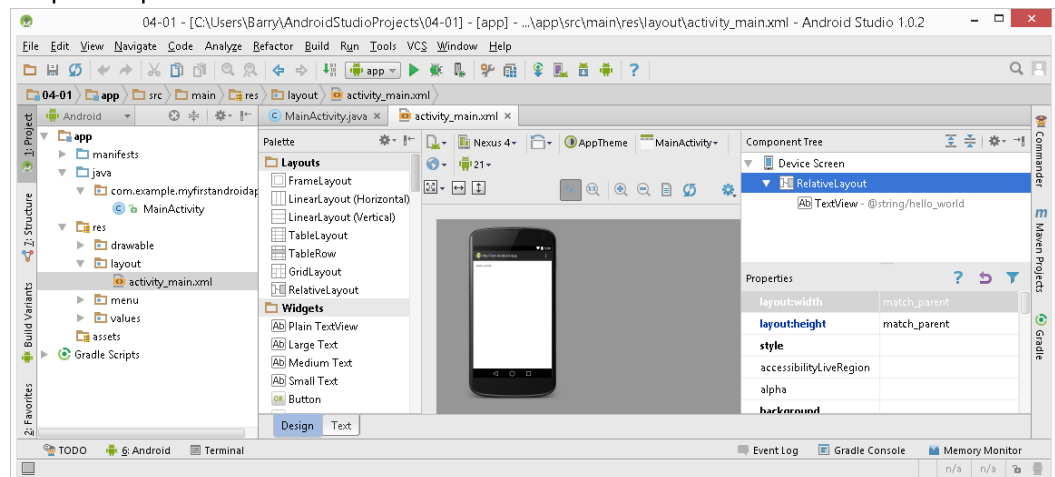 04-01 - [C:\Users\Barry\AndroidStudioProjects\04-01] - [app] - ...\app\src\main\res\layout\activity_main.xml - Android Studio 1.0.2
File Edit View Navigate Code Analyze Refactor Build Run Tools VCS Window Help
app
04-01 app src main res layout activity_main.xml
1: Project
7: Structure
Build Variants
2: Favorites
Android
app
manifests
java
com.example.myfirstandroidap
MainActivity
res
drawable
layout
activity_main.xml
menu
values
assets
Gradle Scripts
MainActivity.java
activity_main.xml
Palette
Layouts
FrameLayout
LinearLayout (Horizontal)
LinearLayout (Vertical)
TableLayout
TableRow
GridLayout
RelativeLayout
Widgets
Ab Plain TextView
Ab Large Text
Ab Medium Text
Ab Small Text
OK Button
Design Text
Nexus 4 AppTheme MainActivity
21
Component Tree
Device Screen
RelativeLayout
Ab TextView - @string/hello_world
Properties
layout:width match_parent
layout:height match_parent
style
accessibilityLiveRegion
alpha
background
Commander
m Maven Projects
Gradle
TODO 6: Android Terminal Event Log Gradle Console Memory Monitor
n/a n/a